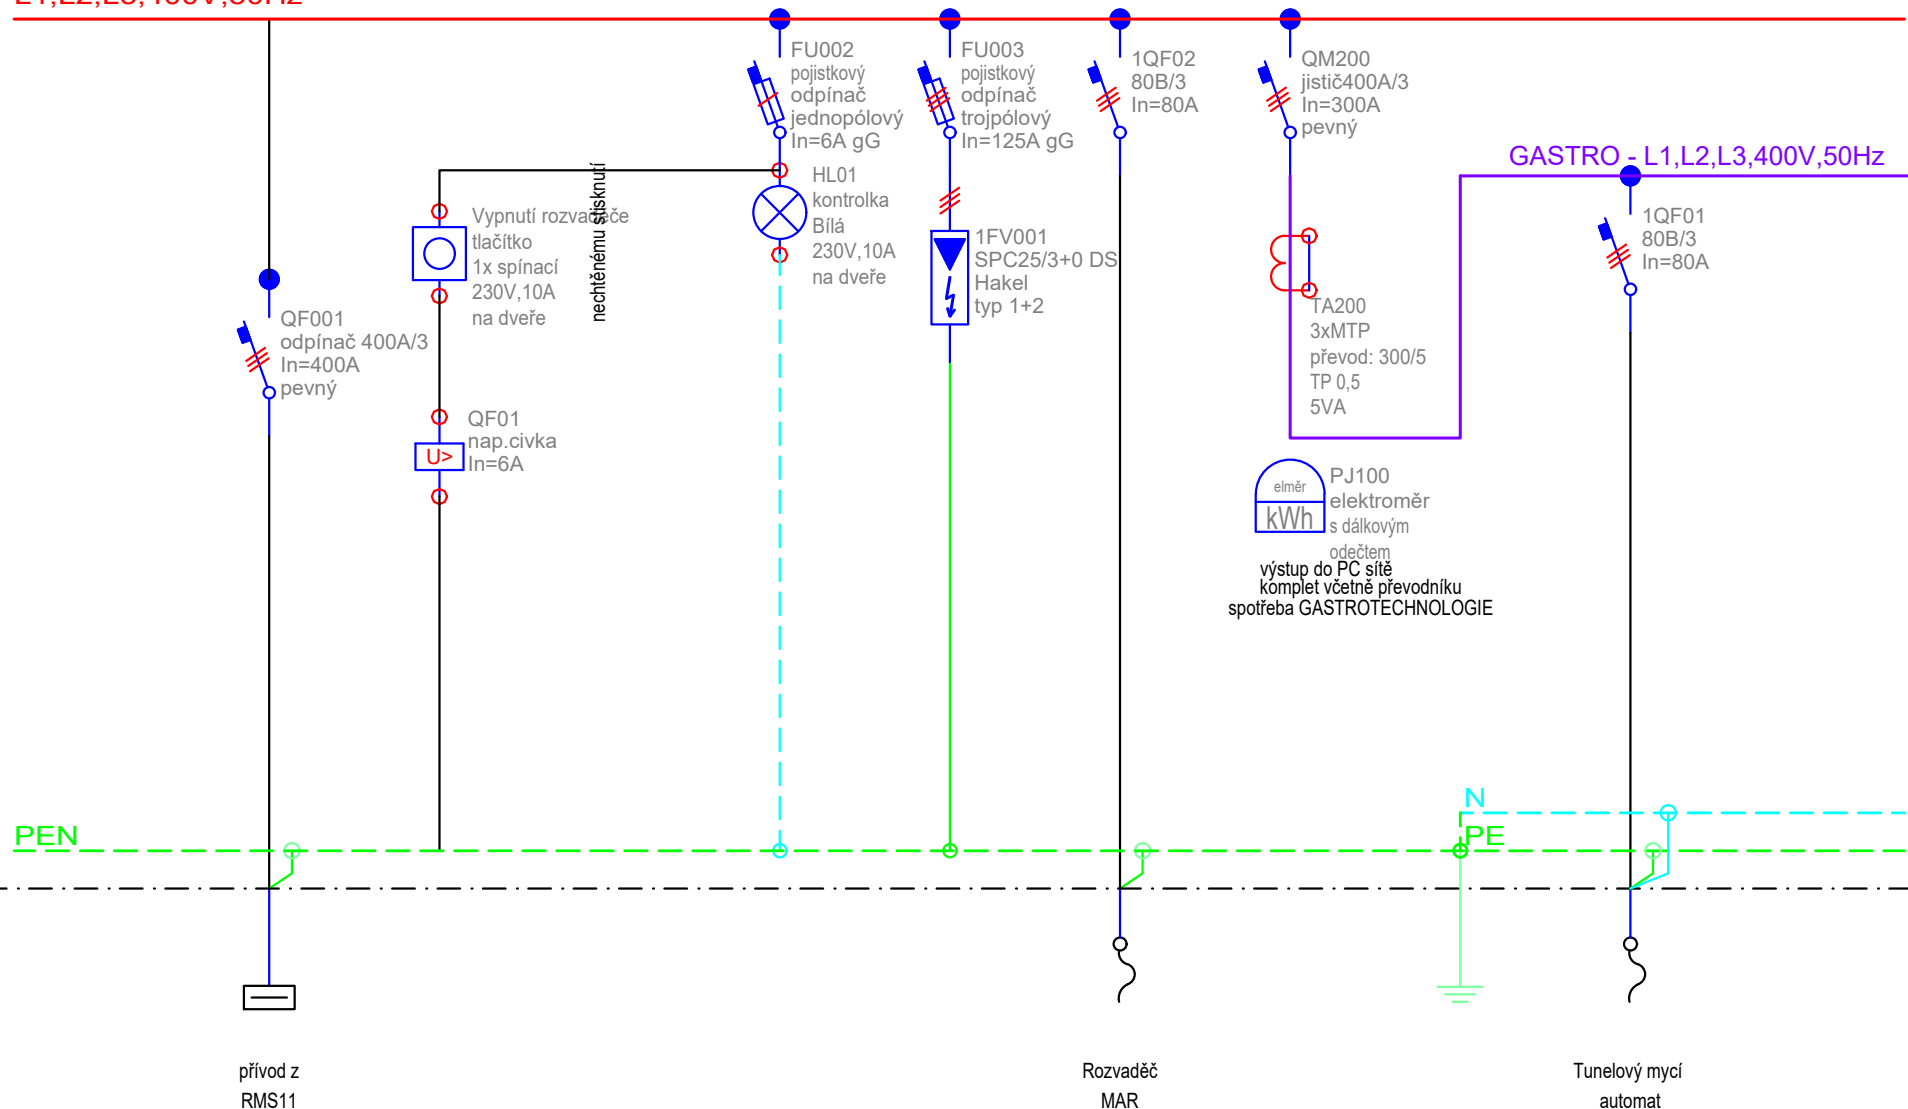 L1,L2,L3,400V,50Hz
FU002
pojistkový
odpínač
jednopólový
In=6A gG
FU003
pojistkový
odpínač
trojpólový
In=125A gG
1QF02
80B/3
In=80A
QM200
jistič400A/3
In=300A
pevný
GASTRO - L1,L2,L3,400V,50Hz
HL01
kontrolka
Bílá
230V,10A
na dveře
Vypnutí rozvaděče
tlačítko
1x spínací
230V,10A
na dveře
nechtěnému stisknutí
1FV001
SPC25/3+0 DS
Hakel
typ 1+2
1QF01
80B/3
In=80A
QF001
odpínač 400A/3
In=400A
pevný
TA200
3xMTP
převod: 300/5
TP 0,5
5VA
QF01
nap.civka
In=6A
U>
elměr
kWh
PJ100
elektroměr
s dálkovým
odečtem
výstup do PC sítě
komplet včetně převodníku
spotřeba GASTROTECHNOLOGIE
N
PEN
PE
přívod z
RMS11
Rozvaděč
MAR
Tunelový mycí
automat